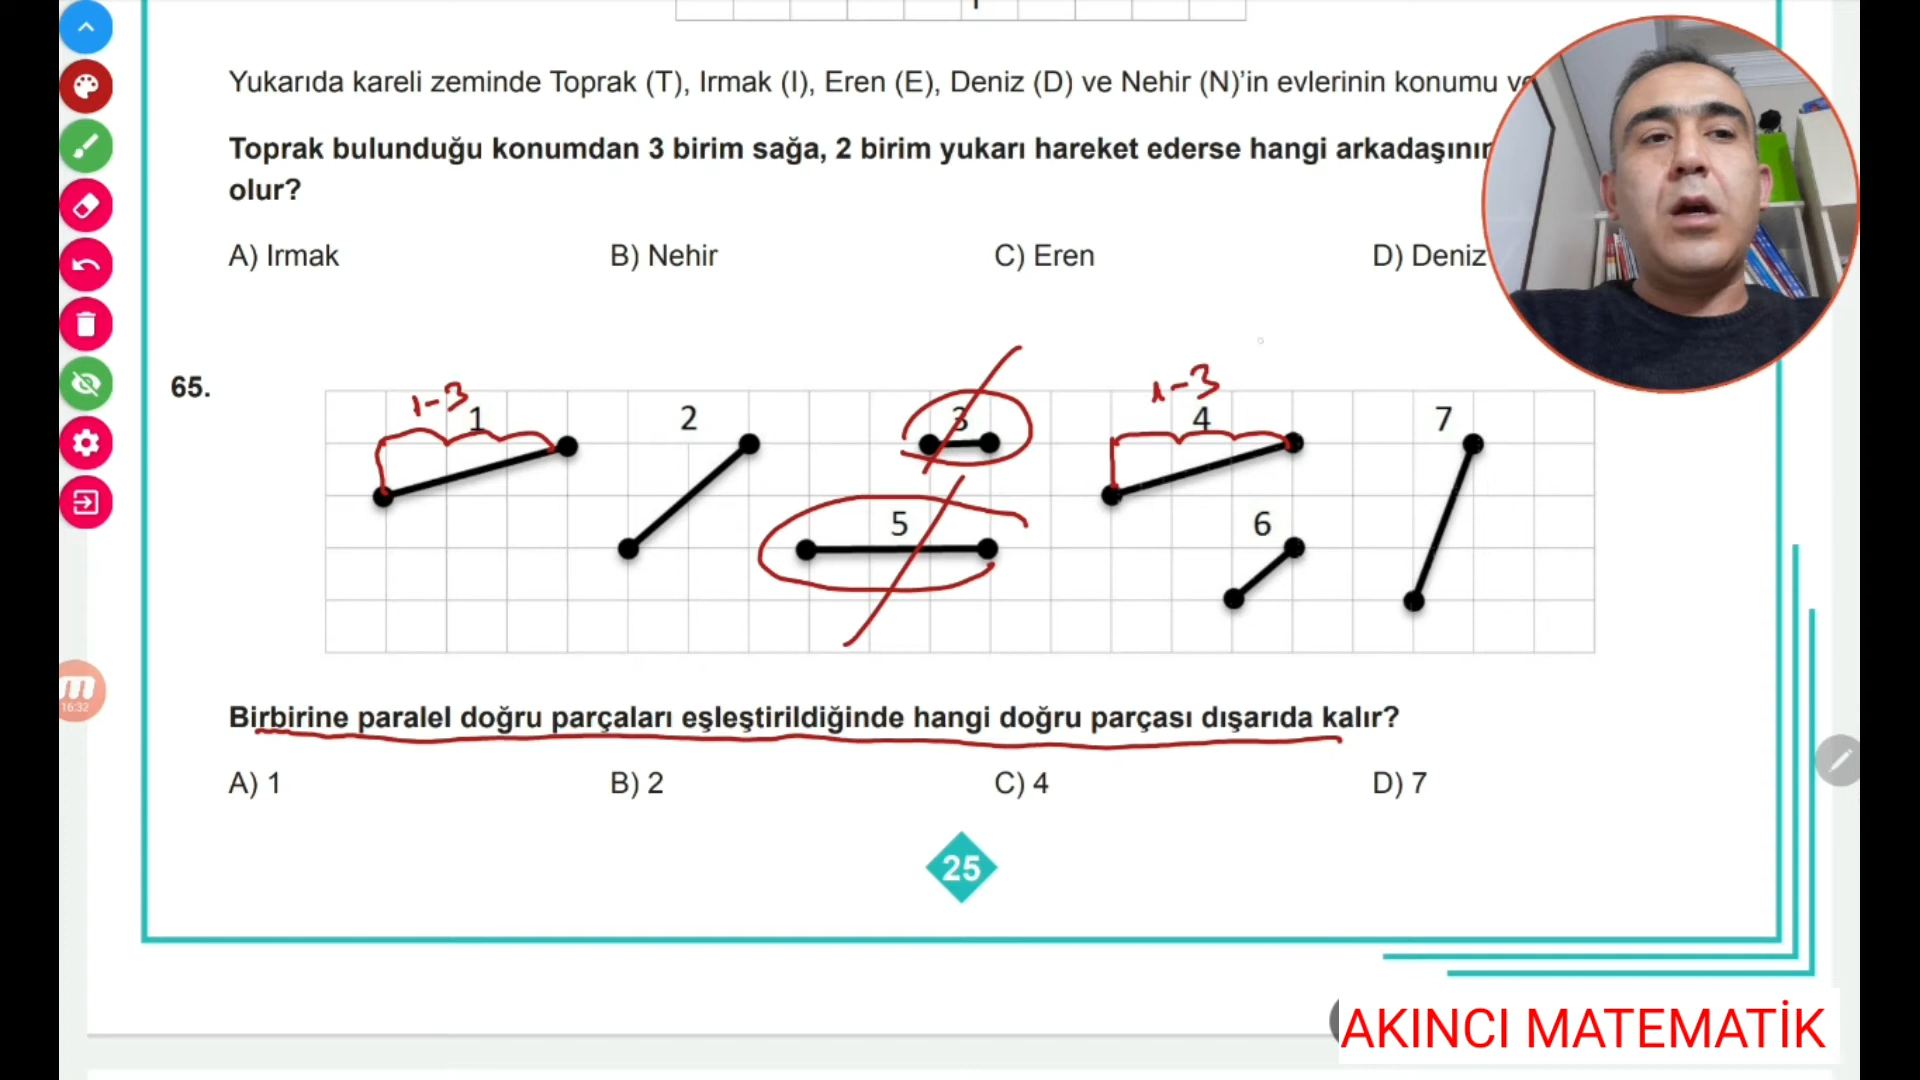 Yukarıda kareli zeminde Toprak (T), Irmak (I), Eren (E), Deniz (D) ve Nehir (N)'in evlerinin konumu
Toprak bulunduğu konumdan 3 birim sağa, 2 birim yukarı hareket ederse hangi
olur?
A) Irmak B) Nehir C) Eren D) Deniz
65.
1-3 1-3
1 2 3 4 7
5 6
16:32
Birbirine paralel doğru parçaları eşleştirildiğinde hangi doğru parçası dışarıda kalır?
A) 1 B) 2 C) 4 D) 7
25
AKINCI MATEMATİK